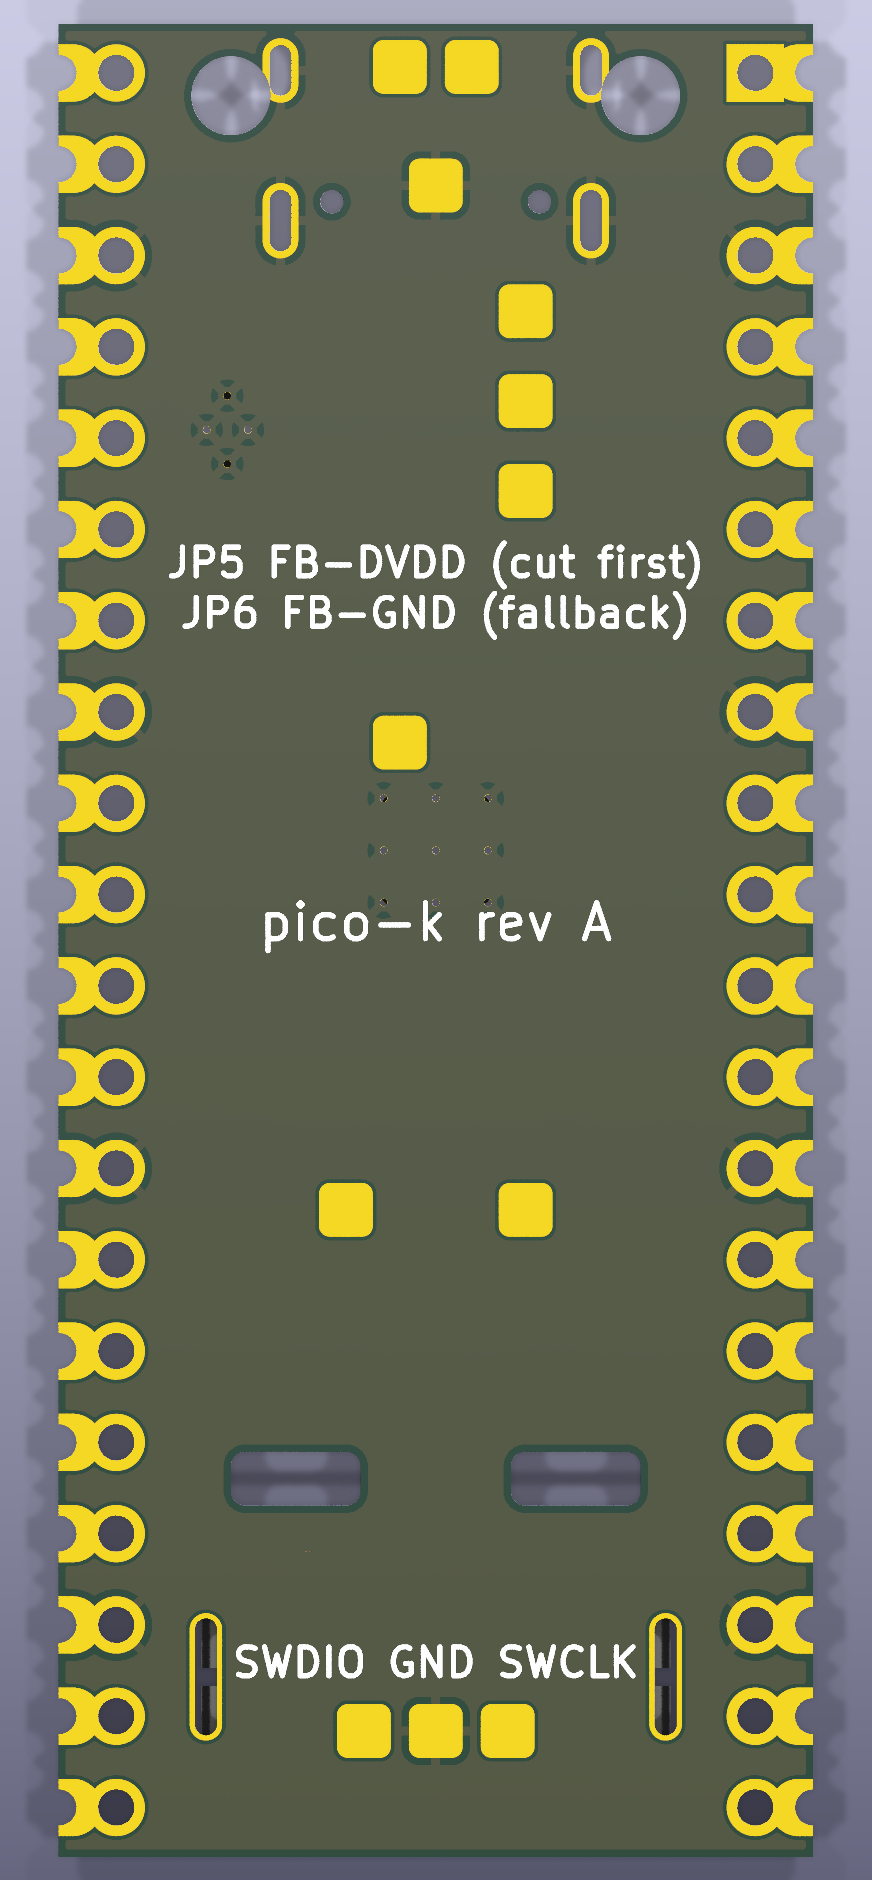 JP5 FB-DVDD (cut first)
JP6 FB-GND (fallback)
pico-k rev A
SWDIO GND SWCLK